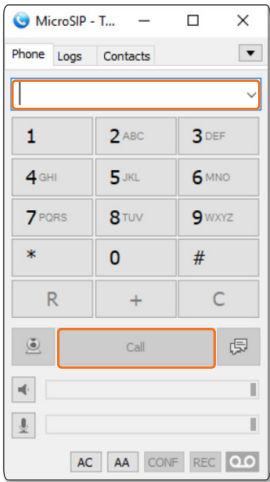 MicroSIP - T...
Phone Logs Contacts
1 2 ABC 3 DEF
4 GHI 5 JKL 6 MNO
7 PQRS 8 TUV 9 WXYZ
* 0 #
R + C
Call
AC AA CONF REC